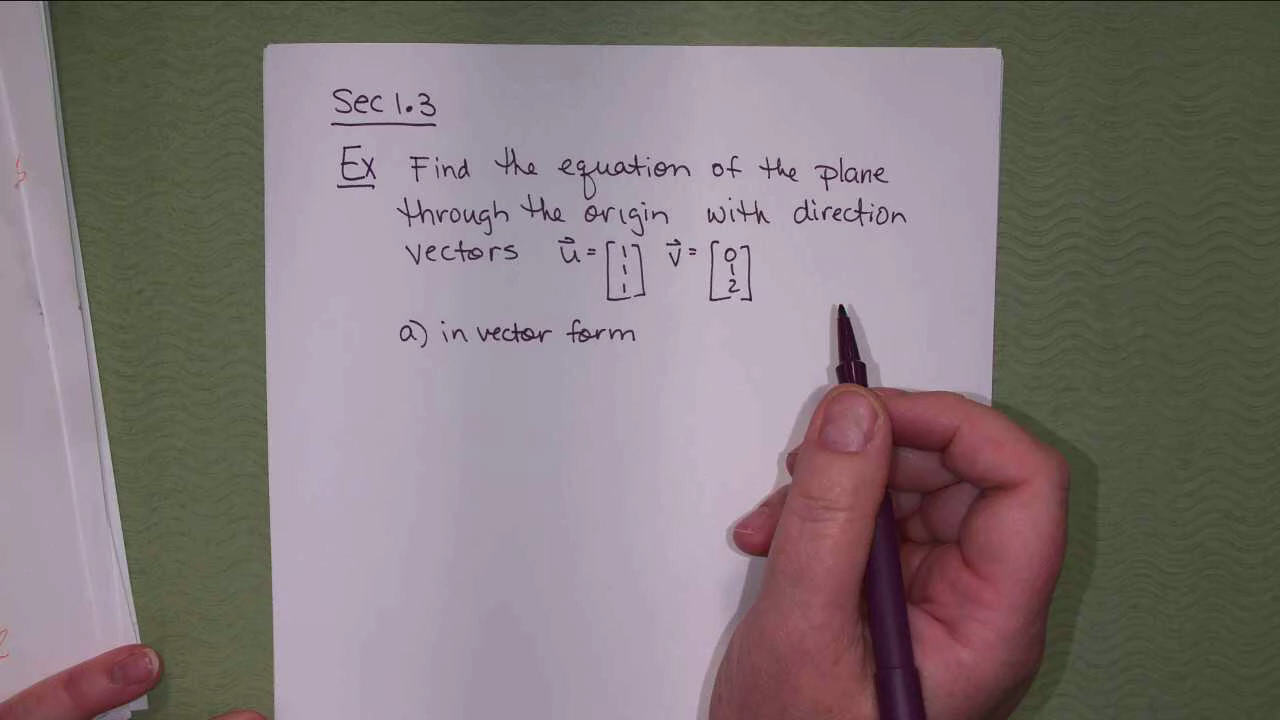 Sec 1.3
Ex Find the equation of the plane
through the origin with direction
vectors u⃗ = [1 1 1] v⃗ = [0 1 2]
a) in vector form